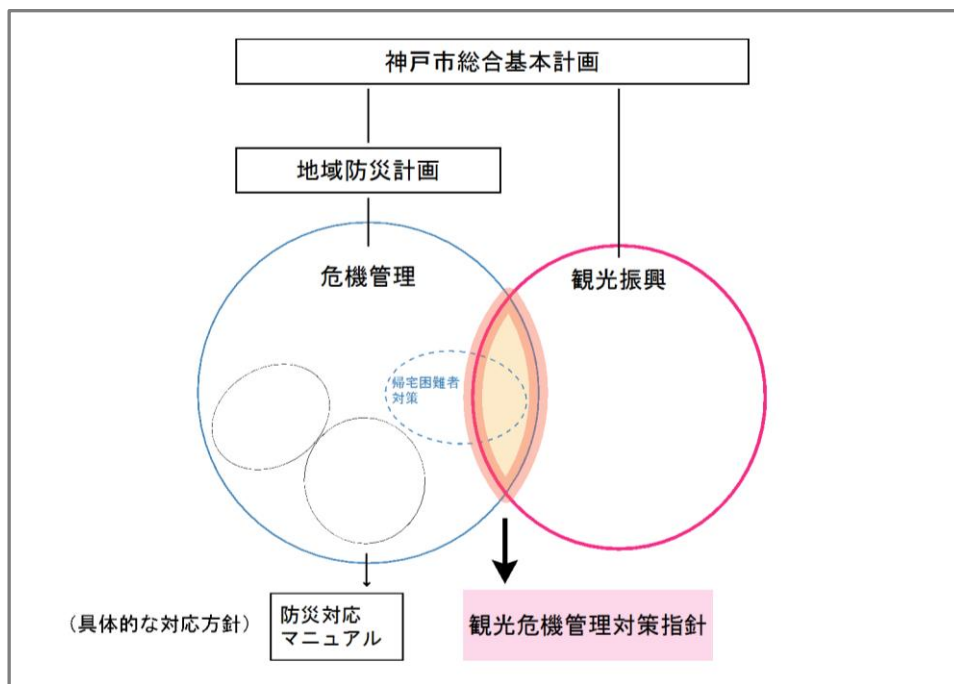 神戸市総合基本計画
地域防災計画
危機管理
観光振興
帰宅困難者
対策
（具体的な対応方針）
防災対応
マニュアル
観光危機管理対策指針